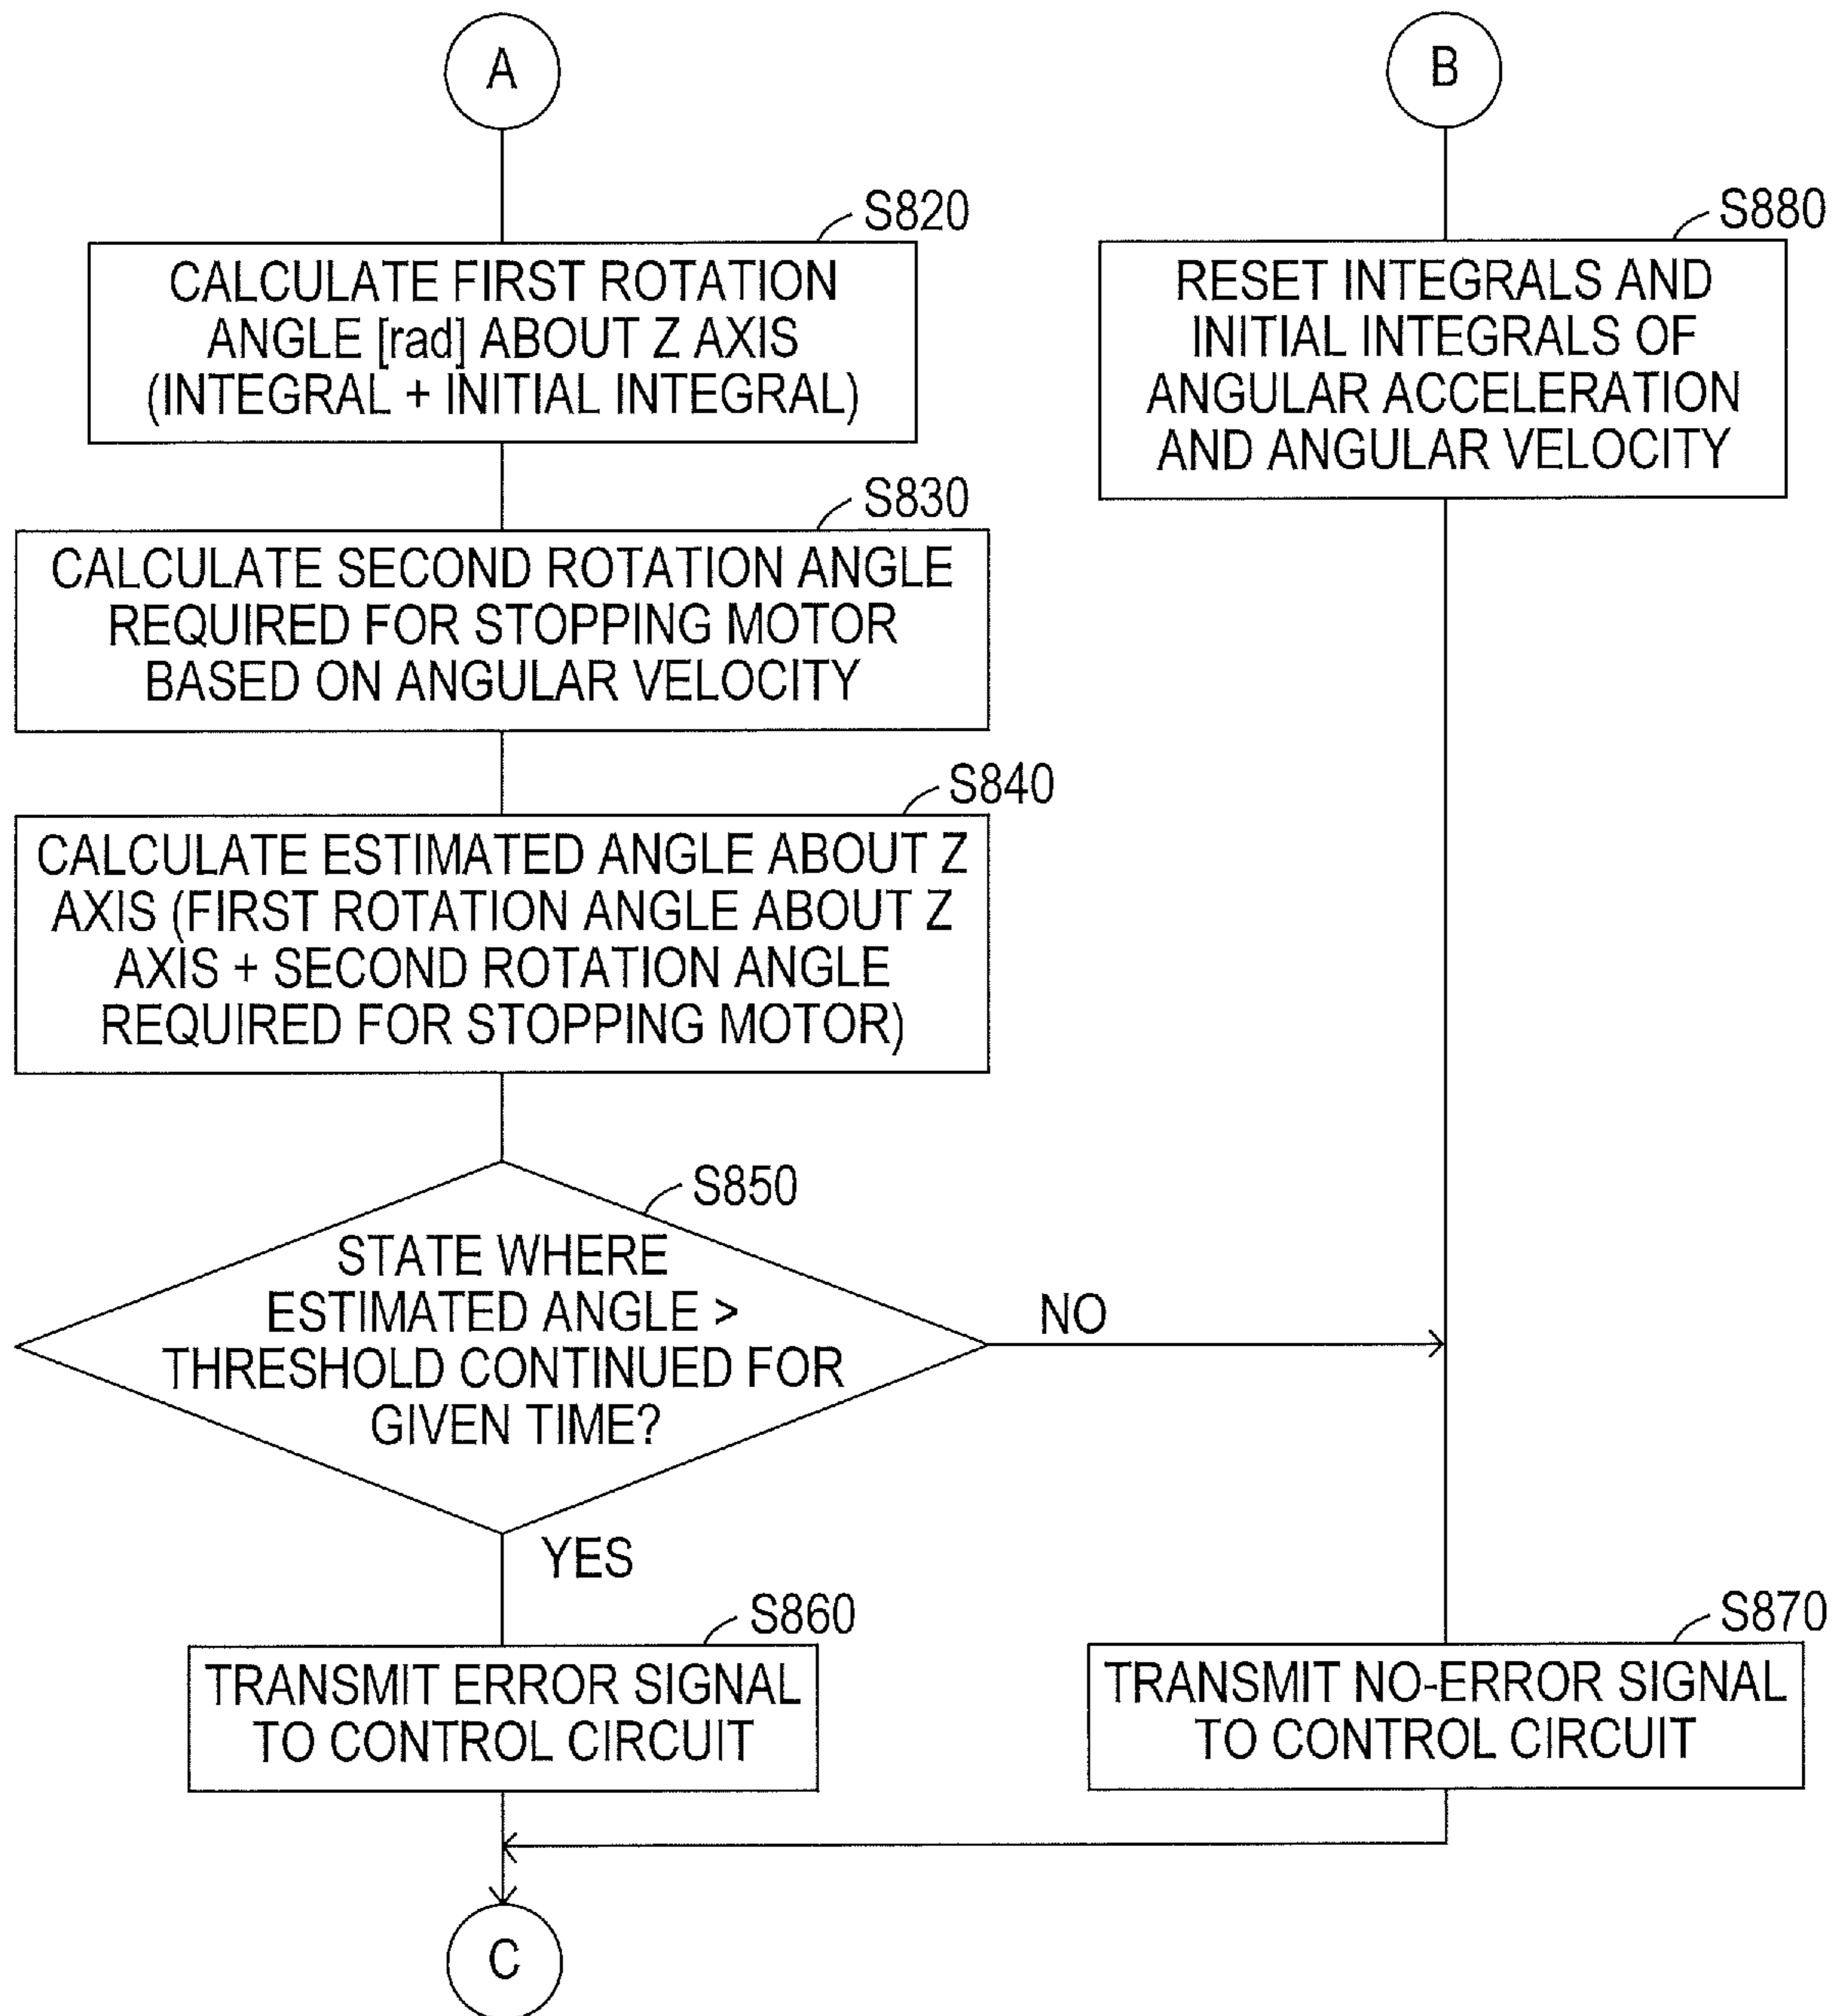 A
S820
CALCULATE FIRST ROTATION
ANGLE [rad] ABOUT Z AXIS
(INTEGRAL + INITIAL INTEGRAL)
S830
CALCULATE SECOND ROTATION ANGLE
REQUIRED FOR STOPPING MOTOR
BASED ON ANGULAR VELOCITY
S840
CALCULATE ESTIMATED ANGLE ABOUT Z
AXIS (FIRST ROTATION ANGLE ABOUT Z
AXIS + SECOND ROTATION ANGLE
REQUIRED FOR STOPPING MOTOR)
S850
STATE WHERE
ESTIMATED ANGLE >
THRESHOLD CONTINUED FOR
GIVEN TIME?
NO
YES
S860
TRANSMIT ERROR SIGNAL
TO CONTROL CIRCUIT
B
S880
RESET INTEGRALS AND
INITIAL INTEGRALS OF
ANGULAR ACCELERATION
AND ANGULAR VELOCITY
S870
TRANSMIT NO-ERROR SIGNAL
TO CONTROL CIRCUIT
C